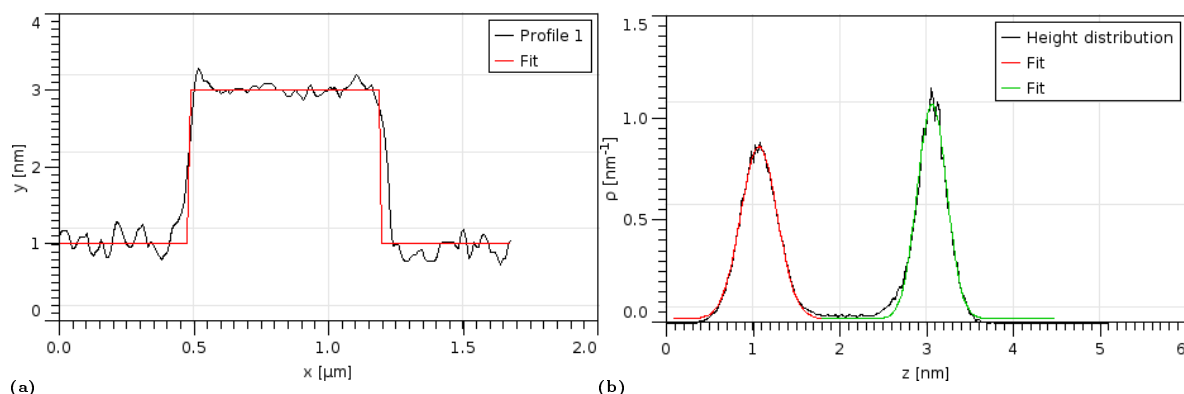 4
3
2
1
0
y [nm]
0.0 0.5 1.0 1.5 2.0
x [µm]
Profile 1
Fit
(a)
1.5
1.0
0.5
0.0
ρ [nm⁻¹]
0 1 2 3 4 5 6
z [nm]
Height distribution
Fit
Fit
(b)